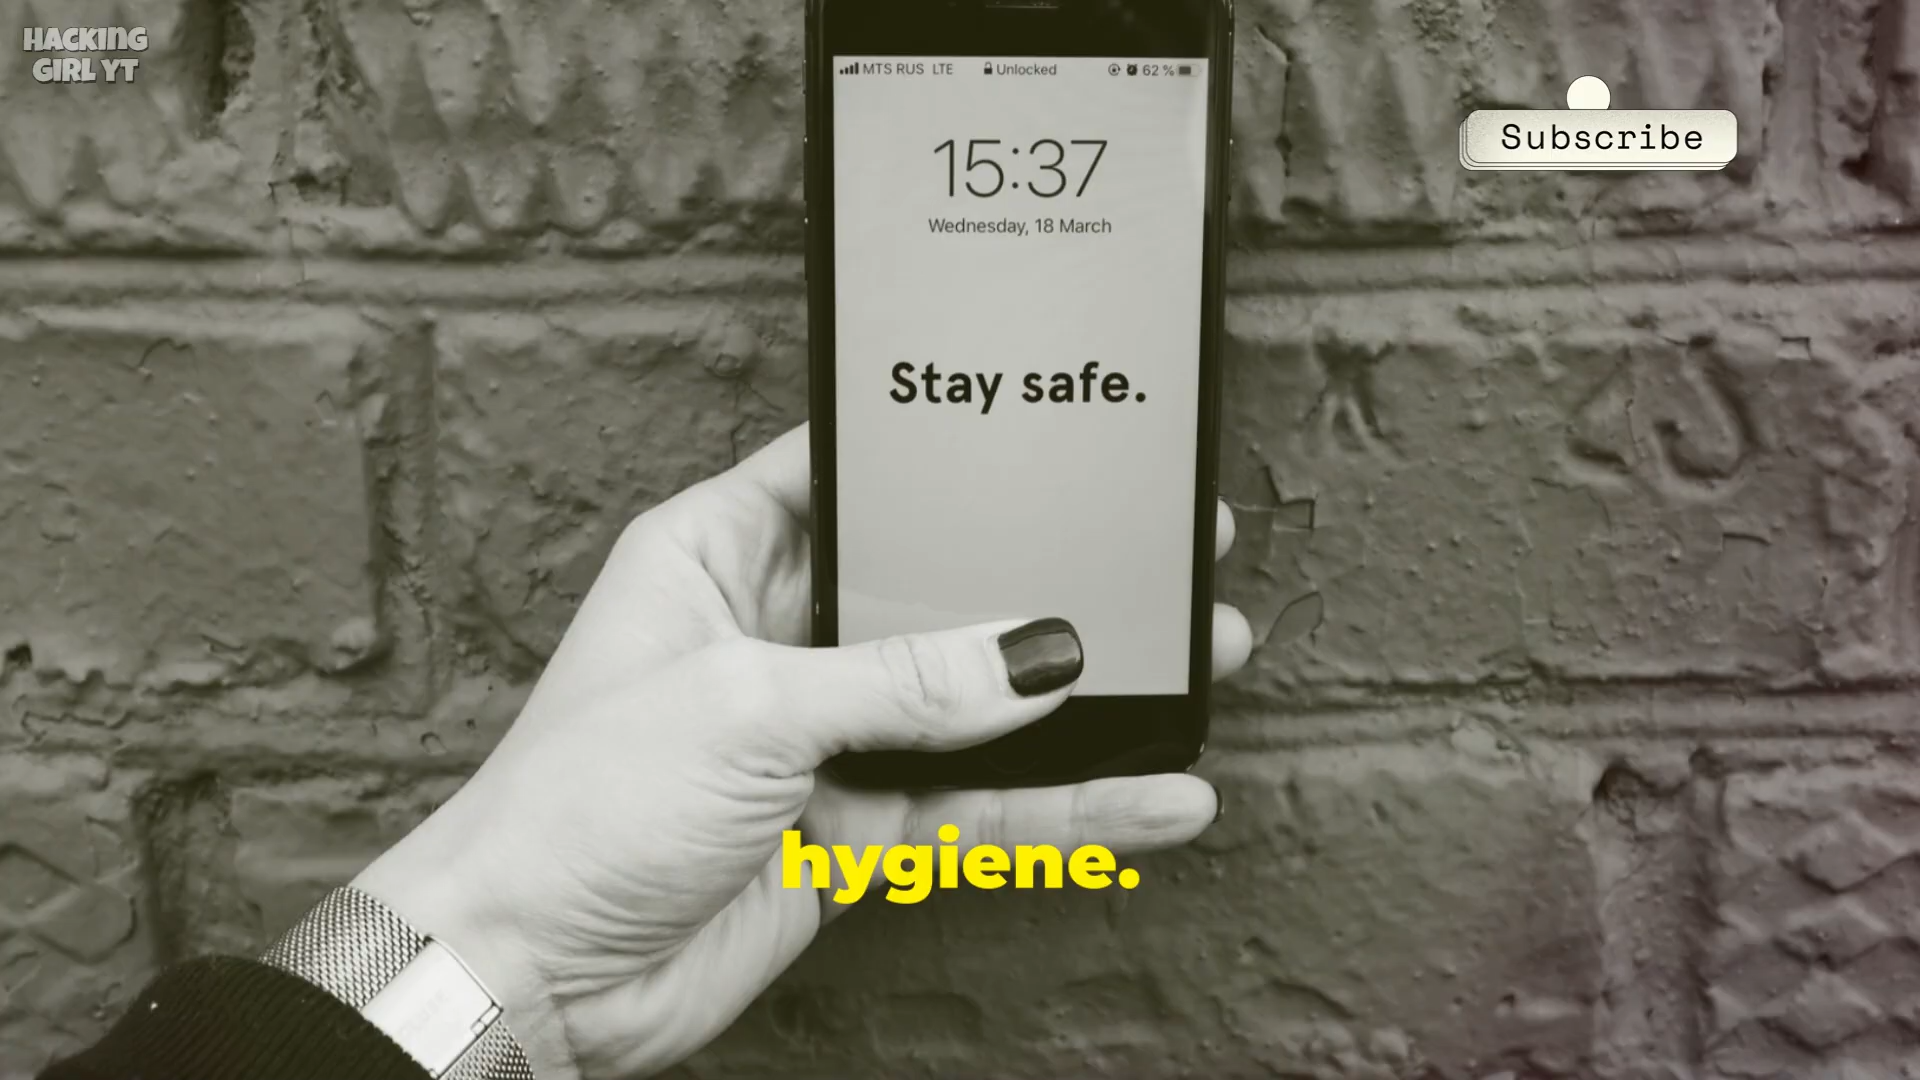 HACKING
GIRL YT
MTS RUS LTE
Unlocked
62 %
15:37
Wednesday, 18 March
Stay safe.
Subscribe
hygiene.